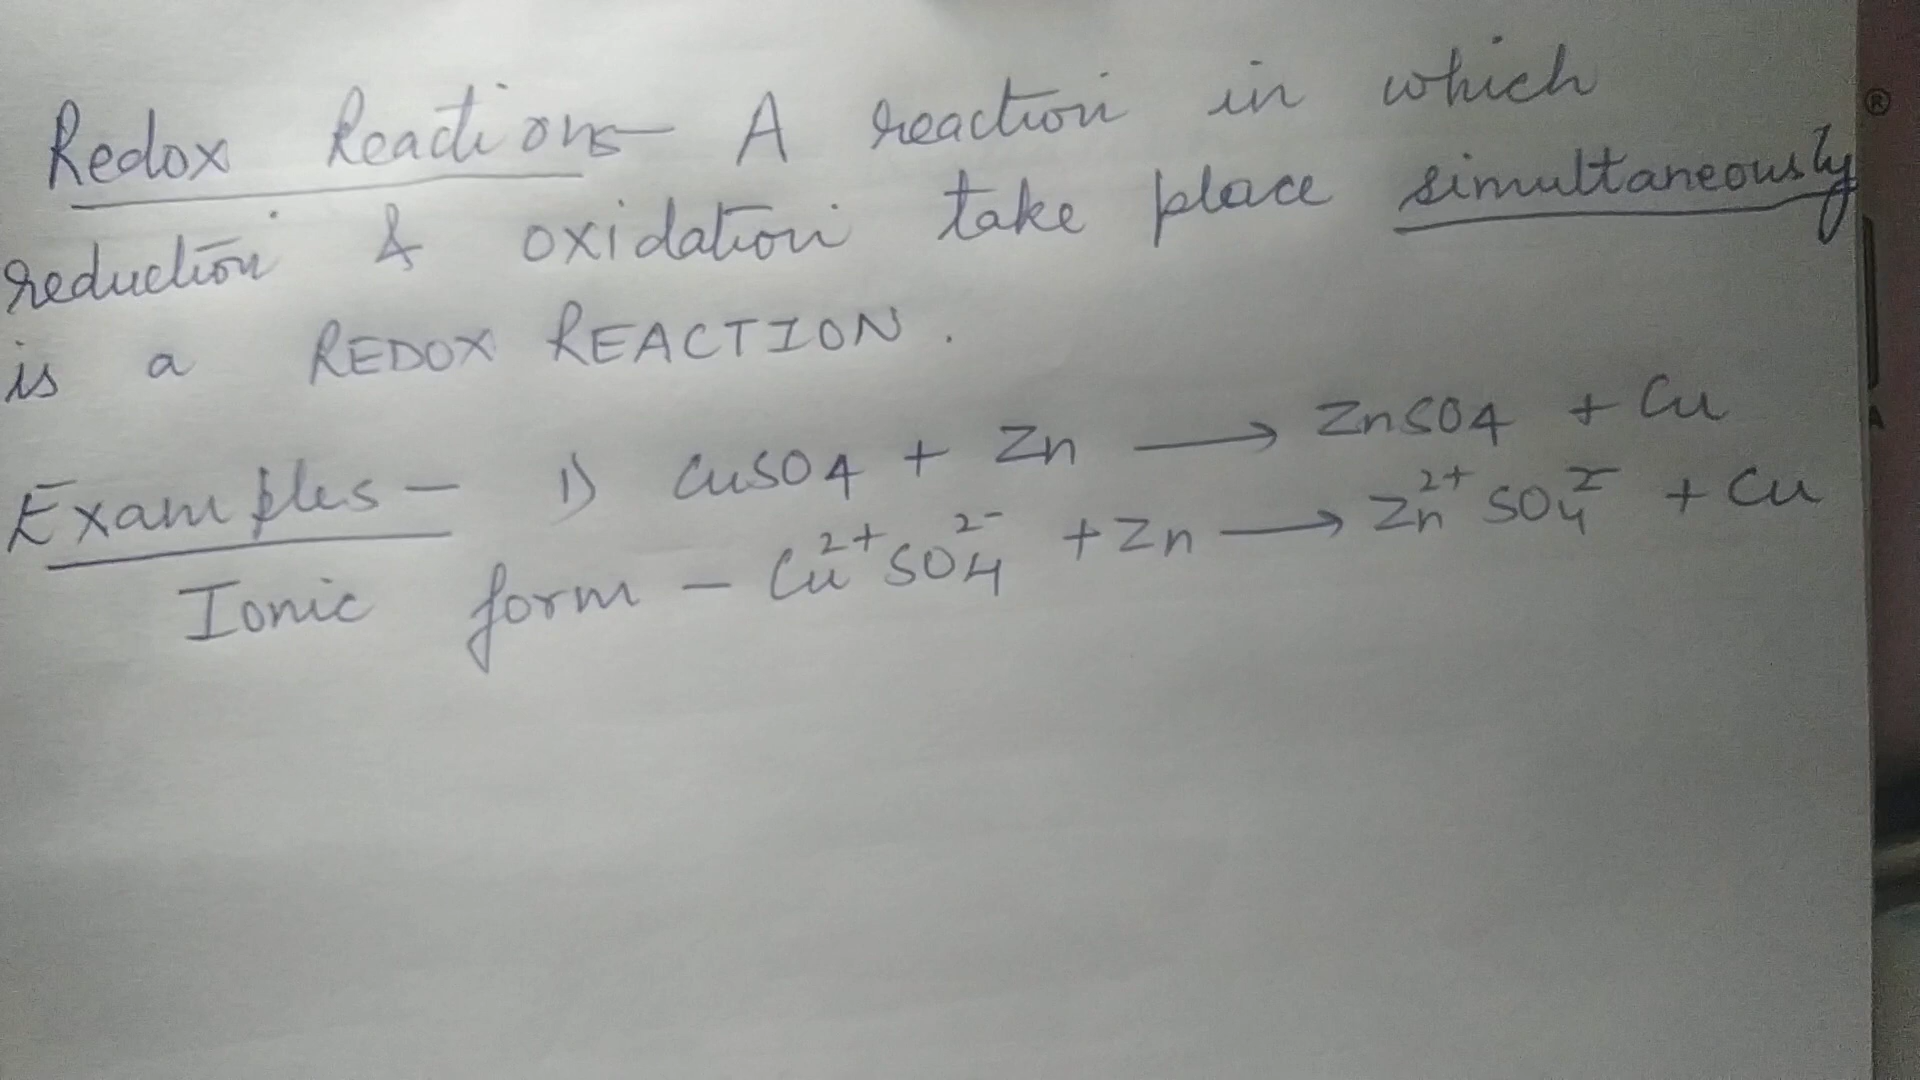 Redox Reactions - A reaction in which
reduction & oxidation take place simultaneously
is a REDOX REACTION.
Examples - 1) CuSO4 + Zn → ZnSO4 + Cu
Ionic form - Cu²⁺SO4²⁻ + Zn → Zn²⁺SO4²⁻ + Cu